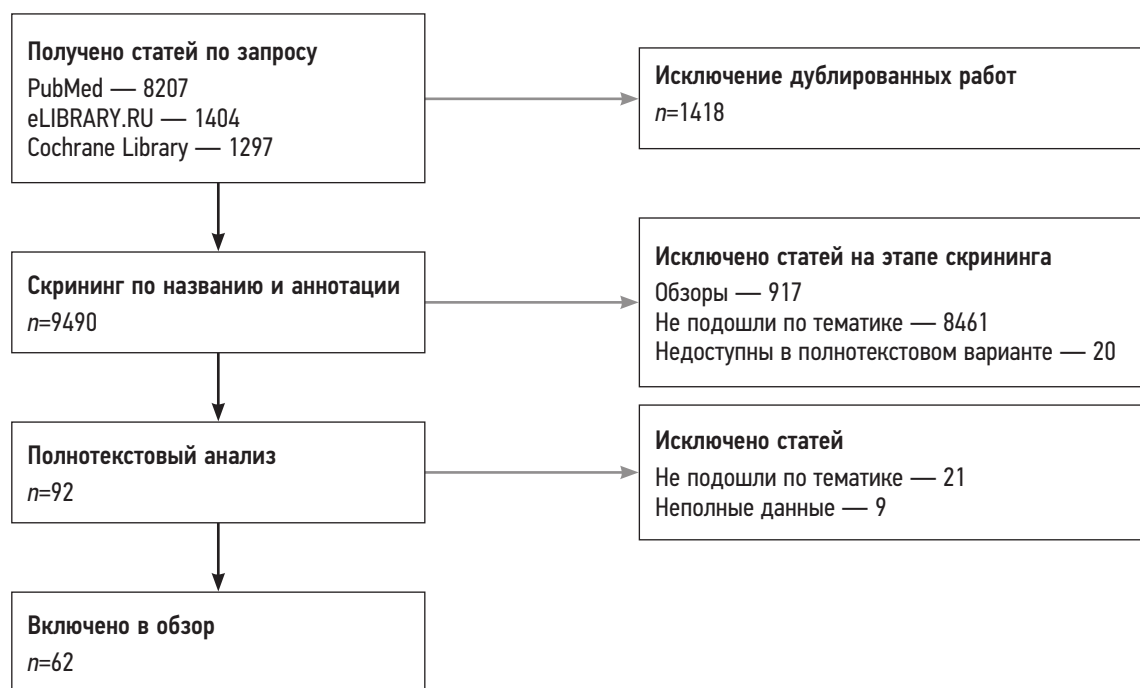 Получено статей по запросу
PubMed — 8207
eLIBRARY.RU — 1404
Cochrane Library — 1297
Исключение дублированных работ
n=1418
Скрининг по названию и аннотации
n=9490
Исключено статей на этапе скрининга
Обзоры — 917
Не подошли по тематике — 8461
Недоступны в полнотекстовом варианте — 20
Полнотекстовый анализ
n=92
Исключено статей
Не подошли по тематике — 21
Неполные данные — 9
Включено в обзор
n=62